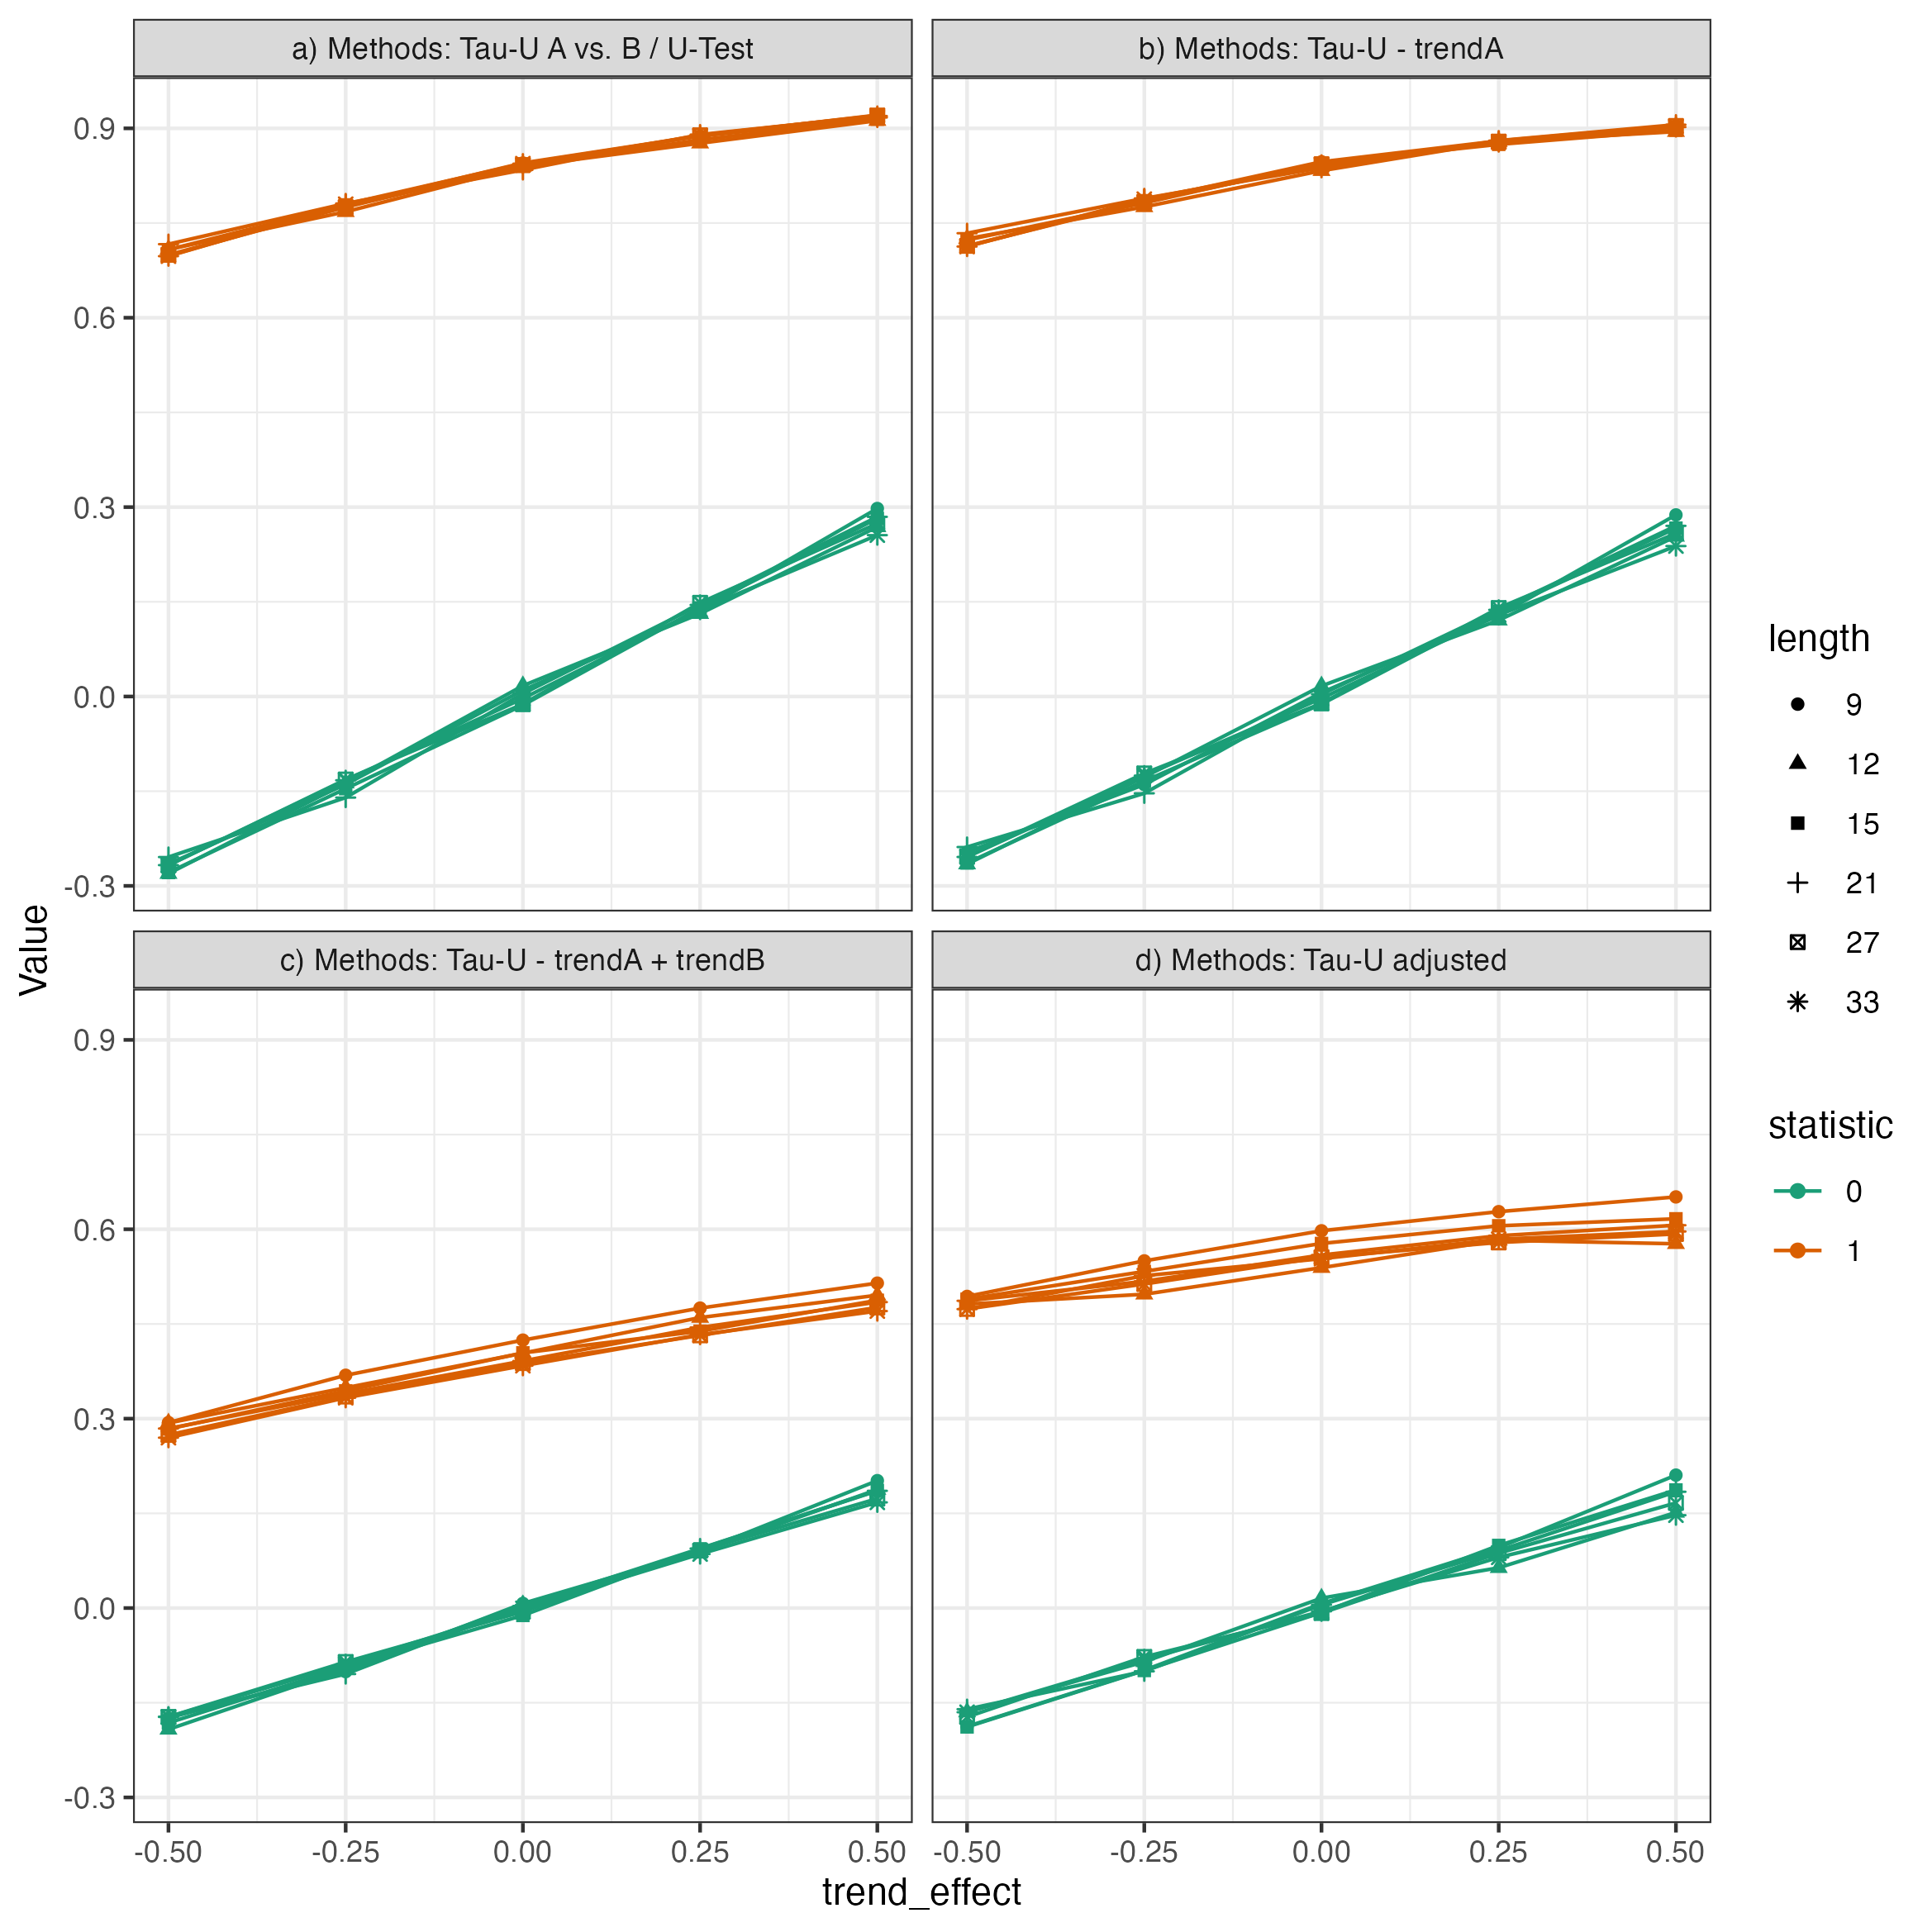 a) Methods: Tau-U A vs. B / U-Test
b) Methods: Tau-U - trendA
0.9
0.6
0.3
0.0
-0.3
c) Methods: Tau-U - trendA + trendB
d) Methods: Tau-U adjusted
0.9
0.6
0.3
0.0
-0.3
-0.50 -0.25 0.00 0.25 0.50
-0.50 -0.25 0.00 0.25 0.50
trend_effect
Value
length
9
12
15
21
27
33
statistic
0
1